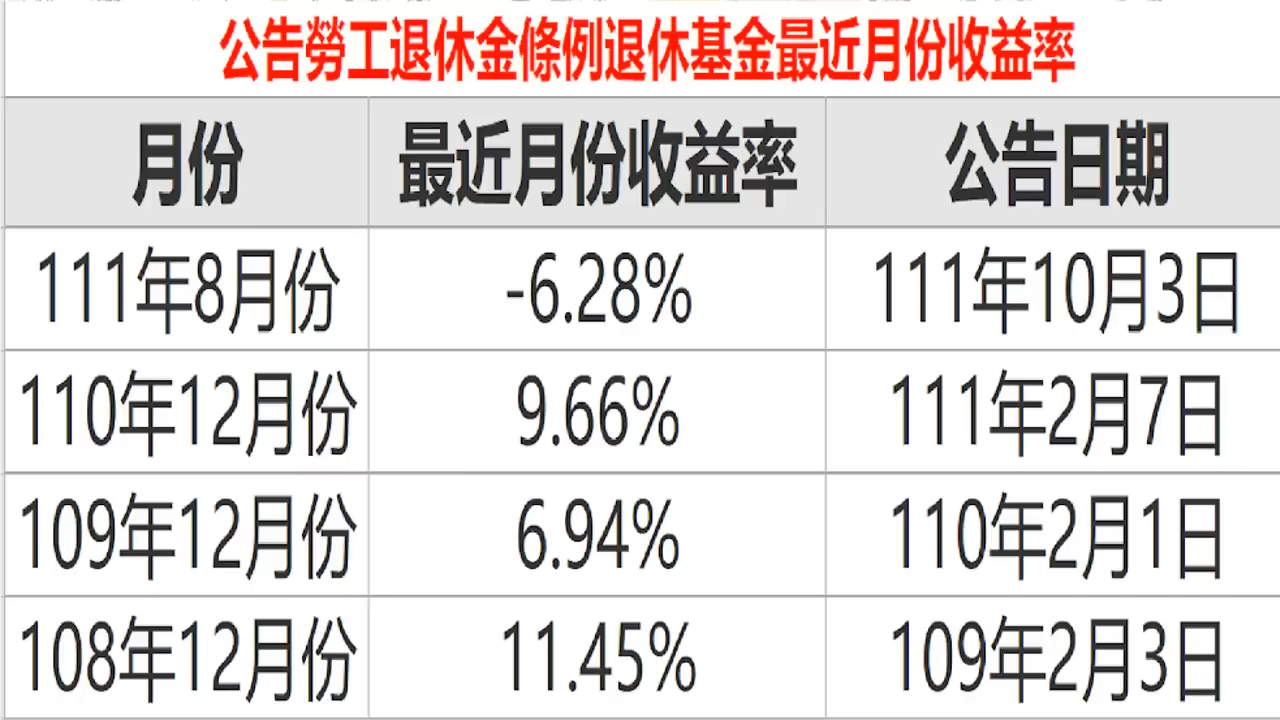 公告勞工退休金條例退休基金最近月份收益率
月份 最近月份收益率 公告日期
111年8月份 -6.28% 111年10月3日
110年12月份 9.66% 111年2月7日
109年12月份 6.94% 110年2月1日
108年12月份 11.45% 109年2月3日